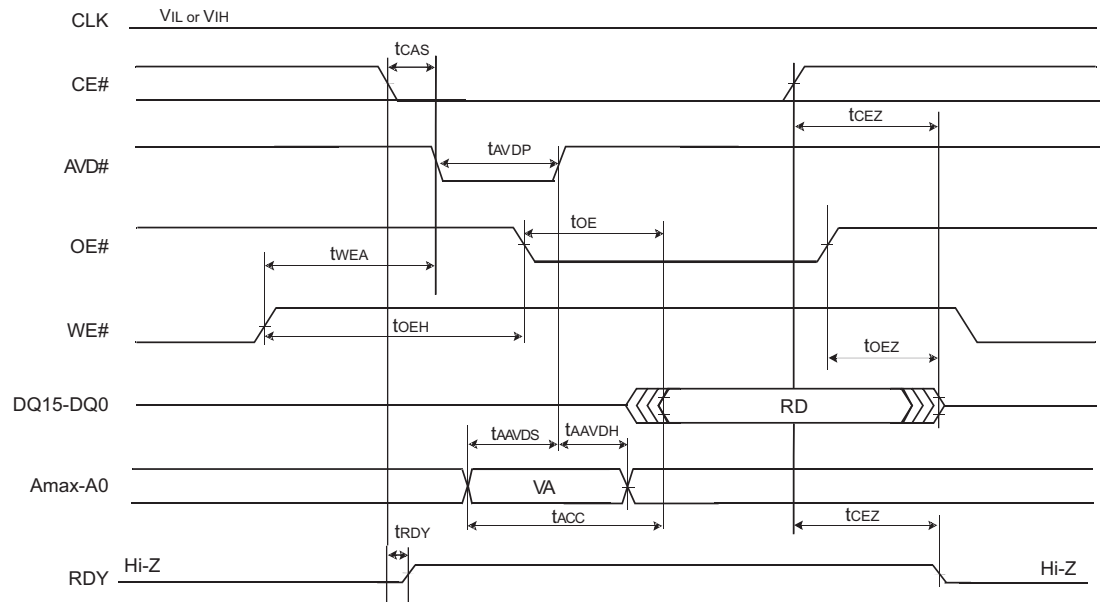 CLK VIL or VIH
tCAS
CE#
tCEZ
tAVDP
AVD#
tOE
OE#
tWEA
tOEH
WE#
tOEZ
DQ15-DQ0 RD
tAAVDS tAAVDH
Amax-A0 VA
tACC tCEZ
tRDY
Hi-Z Hi-Z
RDY